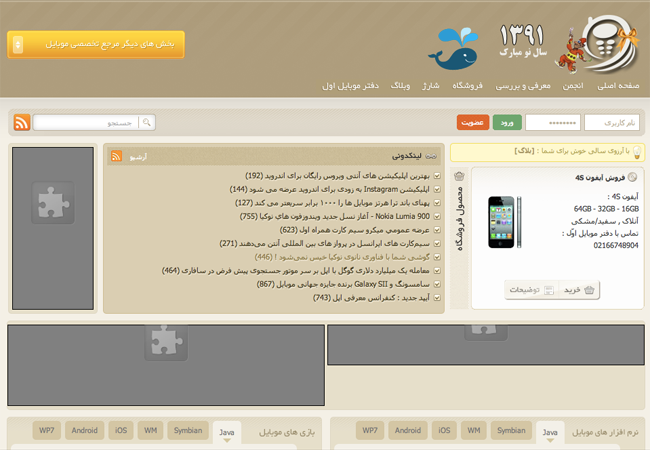 بخش های دیگر مرجع تخصصی موبایل
۱۳۹۱
سال نو مبارک
صفحه اصلی
انجمن
معرفی و بررسی
فروشگاه
شارژ
وبلاگ
دفتر موبایل اول
نام کاربری
••••••••
ورود
عضویت
جستجو
با آرزوی سالی خوش برای شما : [بلاگ]
فروش آیفون 4S
آیفون 4S :
64GB - 32GB - 16GB
آنلاک , سفید/مشکی
تماس با دفتر موبایل اوّل :
02166748904
خرید
توضیحات
محصول فروشگاه
لینکدونی
آرشیو
بهترین اپلیکیشن های آنتی ویروس رایگان برای اندروید (192)
اپلیکیشن Instagram به زودی برای اندروید عرضه می شود (144)
پهنای باند ترا هرتز موبایل ها را ۱۰۰۰ برابر سریعتر می کند (127)
Nokia Lumia 900 - آغاز نسل جدید ویندوزفون های نوکیا (755)
عرضه عمومی میکرو سیم کارت همراه اول (623)
سیم‌کارت های ایرانسل در پرواز های بین المللی آنتن می‌دهند (271)
گوشی شما با فناوری نانوی نوکیا خیس نمی‌شود ! (446)
معامله یک میلیارد دلاری گوگل با اپل بر سر موتور جستجوی پیش فرض در سافاری (464)
سامسونگ و Galaxy SII برنده جایزه جهانی موبایل (867)
آیپد جدید : کنفرانس معرفی اپل (743)
نرم افزار های موبایل
Java
Symbian
WM
iOS
Android
WP7
بازی های موبایل
Java
Symbian
WM
iOS
Android
WP7